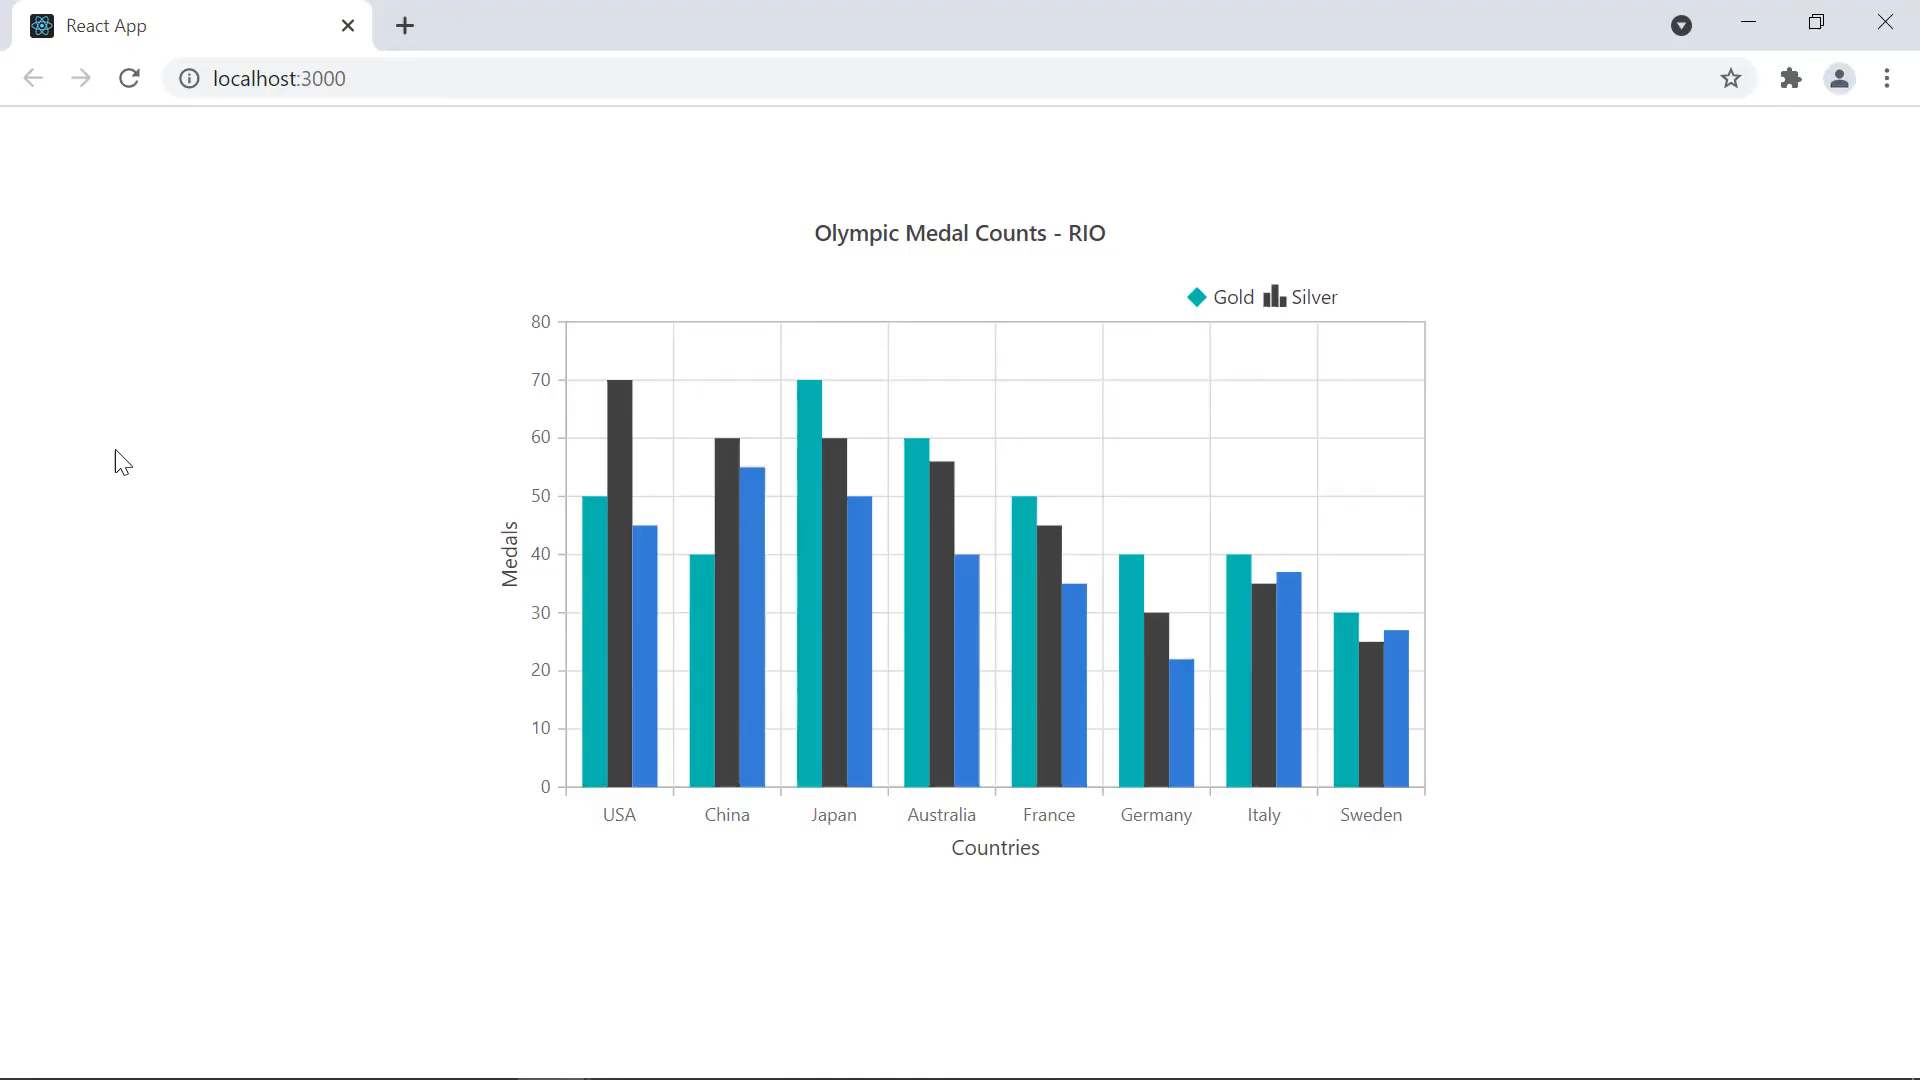 React App
localhost:3000
Olympic Medal Counts - RIO
Gold Silver
80
70
60
50
40
30
20
10
0
Medals
USA China Japan Australia France Germany Italy Sweden
Countries